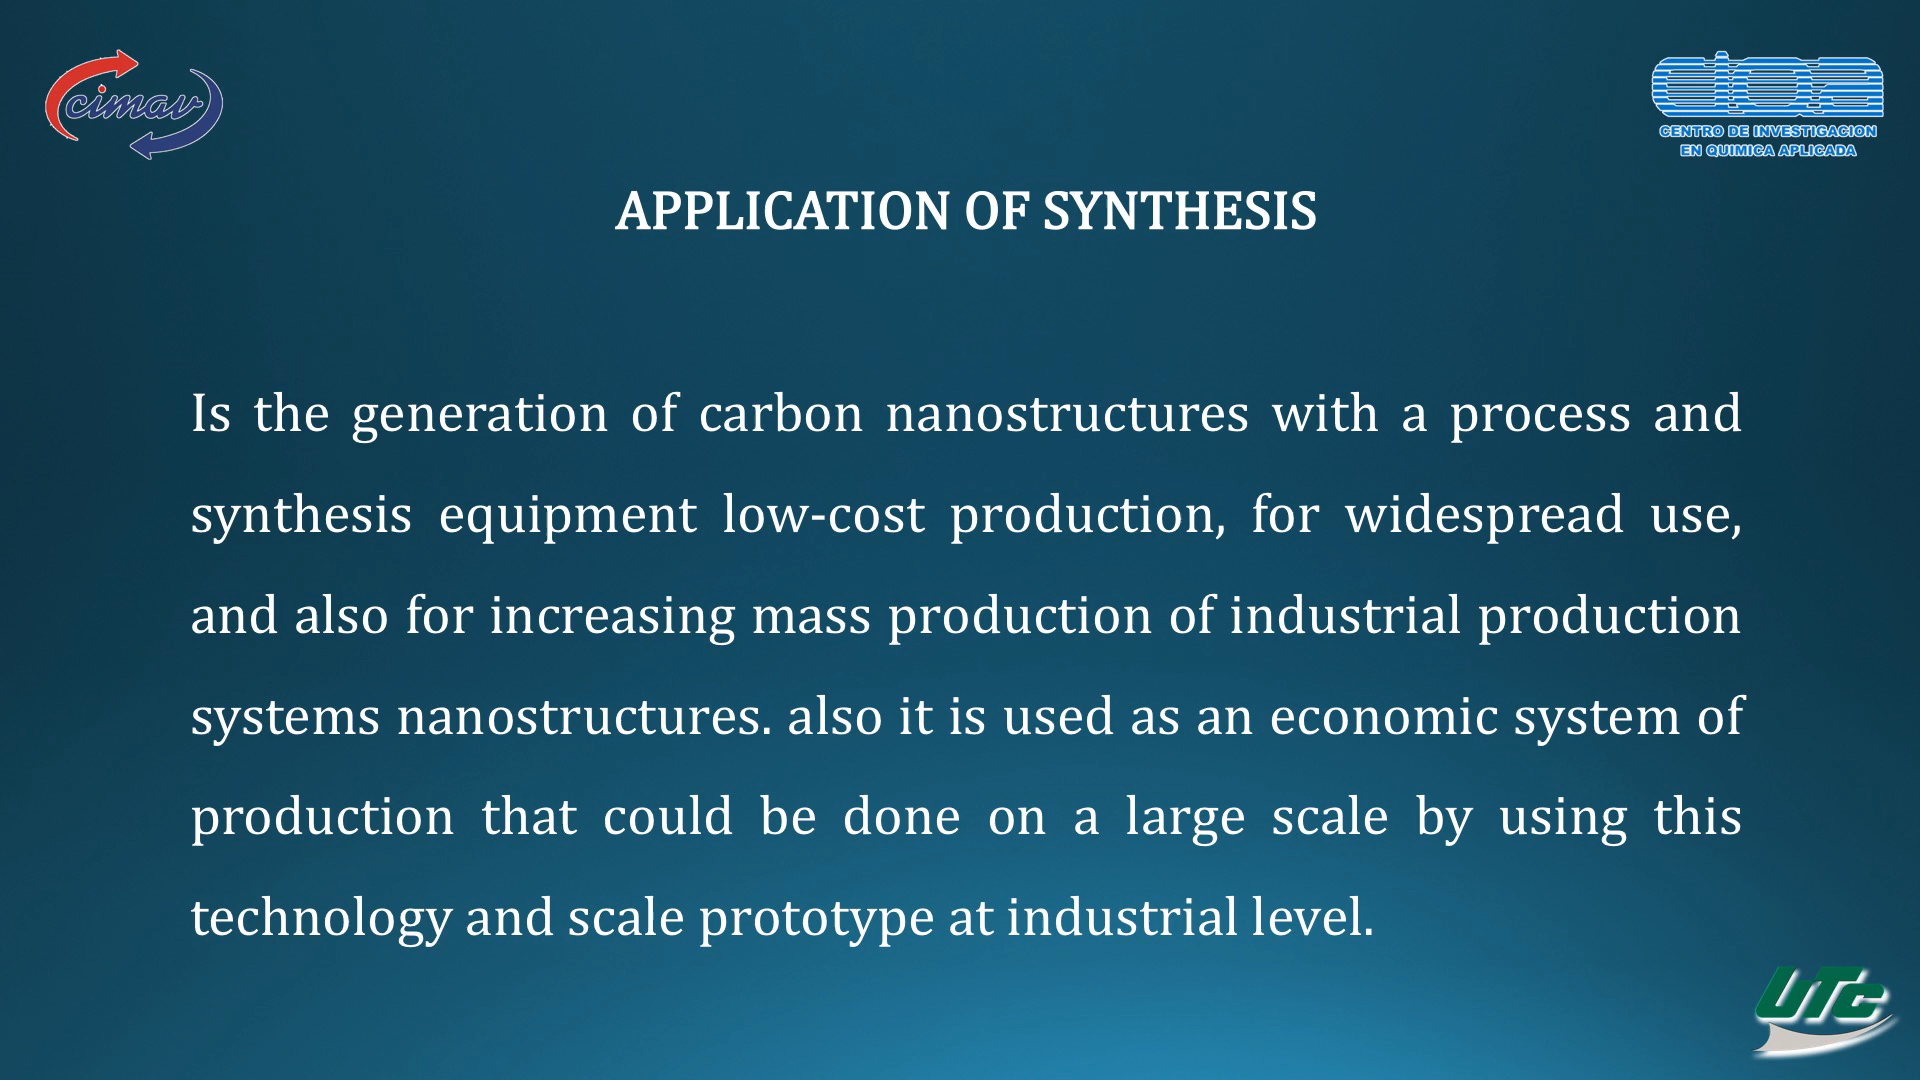 cimav
ciqa
CENTRO DE INVESTIGACION
EN QUIMICA APLICADA
APPLICATION OF SYNTHESIS
Is the generation of carbon nanostructures with a process and
synthesis equipment low-cost production, for widespread use,
and also for increasing mass production of industrial production
systems nanostructures. also it is used as an economic system of
production that could be done on a large scale by using this
technology and scale prototype at industrial level.
UTC